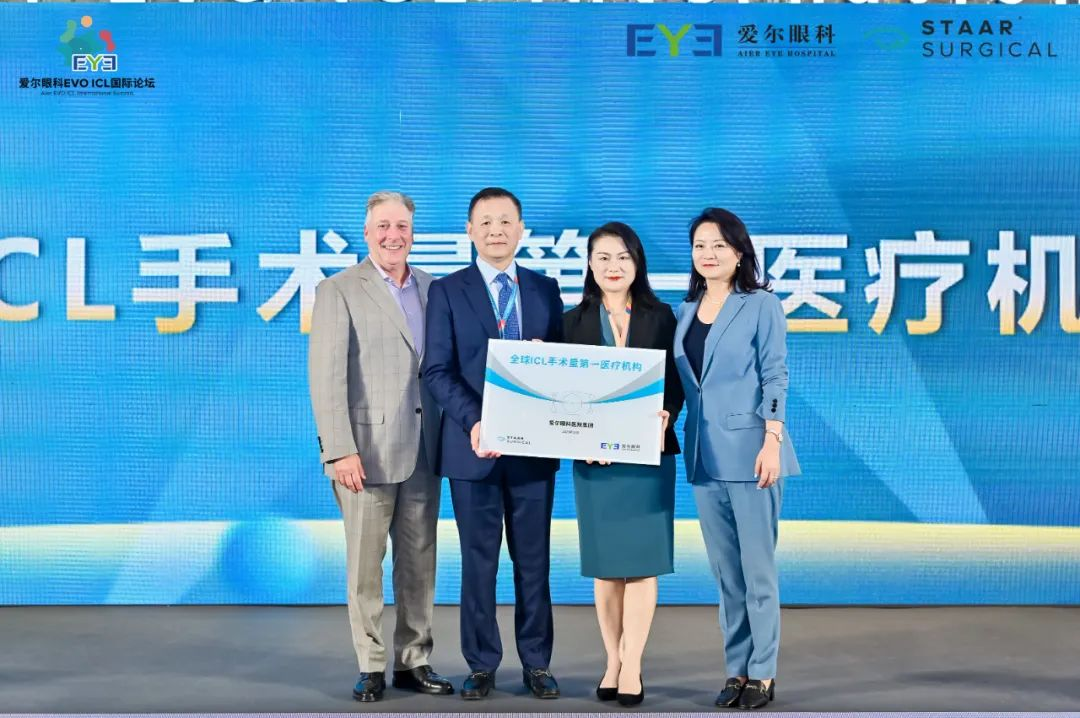 EYE
爱尔眼科EVO ICL国际论坛
Aier EVO ICL International Summit
EYE 爱尔眼科
AIER EYE HOSPITAL
STAAR
SURGICAL
ICL手术量第一医疗机
全球ICL手术量第一医疗机构
爱尔眼科医院集团
STAAR
SURGICAL
EYE 爱尔眼科